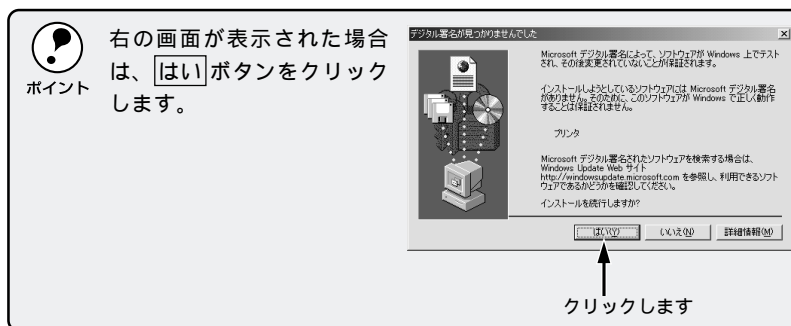 ポイント
右の画面が表示された場合
は、はいボタンをクリック
します。
デジタル署名が見つかりませんでした
Microsoft デジタル署名によって、ソフトウェアが Windows 上でテスト
され、その後変更されていないことが保証されます。
インストールしようとしているソフトウェアには Microsoft デジタル署名
がありません。そのために、このソフトウェアが Windows で正しく動作
することは保証されません。
プリンタ
Microsoft デジタル署名されたソフトウェアを検索する場合は、
Windows Update Web サイト
http://windowsupdate.microsoft.com を参照し、利用できるソフト
ウェアであるかどうかを確認してください。
インストールを続行しますか?
はい(Y) いいえ(N) 詳細情報(M)
クリックします